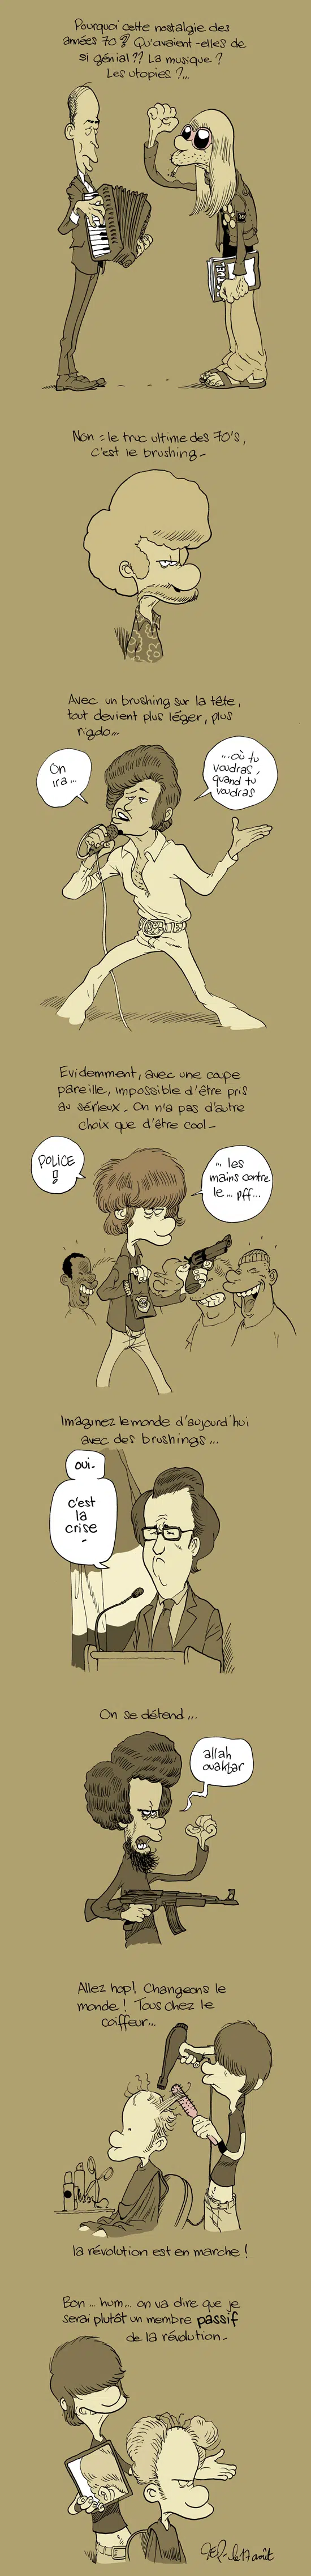 Pourquoi cette nostalgie des
années 70 ? Qu'avaient-elles de
si génial ?? La musique ?
Les utopies ?...
Non : le truc ultime des 70's,
c'est le brushing -
Avec un brushing sur la tête,
tout devient plus léger, plus
rigolo...
On
ira...
...où tu
voudras,
quand tu
voudras
Evidemment, avec une coupe
pareille, impossible d'être pris
au sérieux. On n'a pas d'autre
choix que d'être cool -
POLICE
!
... les
mains contre
le... pff...
Imaginez le monde d'aujourd'hui
avec des brushings...
oui -
c'est
la
crise
-
On se détend...
allah
ouakbar
Allez hop! Changeons le
monde ! Tous chez le
coiffeur...
la révolution est en marche !
Bon... hum... on va dire que je
serai plutôt un membre passif
de la révolution -
le 17 août